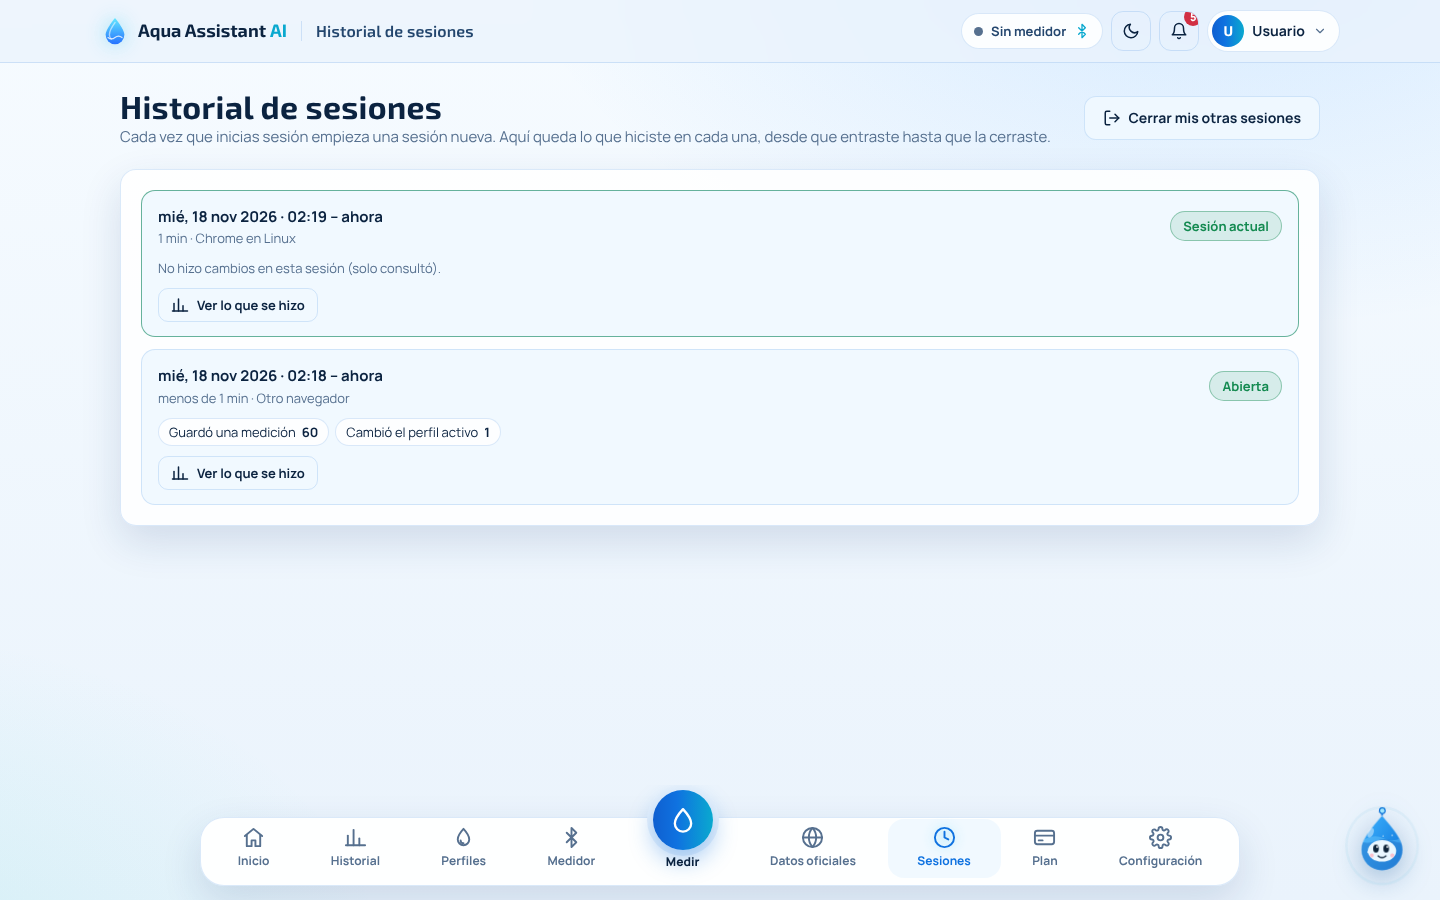 Aqua Assistant AI
Historial de sesiones
Sin medidor
5
U
Usuario
Historial de sesiones
Cada vez que inicias sesión empieza una sesión nueva. Aquí queda lo que hiciste en cada una, desde que entraste hasta que la cerraste.
Cerrar mis otras sesiones
mié, 18 nov 2026 · 02:19 – ahora
1 min · Chrome en Linux
Sesión actual
No hizo cambios en esta sesión (solo consultó).
Ver lo que se hizo
mié, 18 nov 2026 · 02:18 – ahora
menos de 1 min · Otro navegador
Abierta
Guardó una medición 60
Cambió el perfil activo 1
Ver lo que se hizo
Inicio
Historial
Perfiles
Medidor
Medir
Datos oficiales
Sesiones
Plan
Configuración